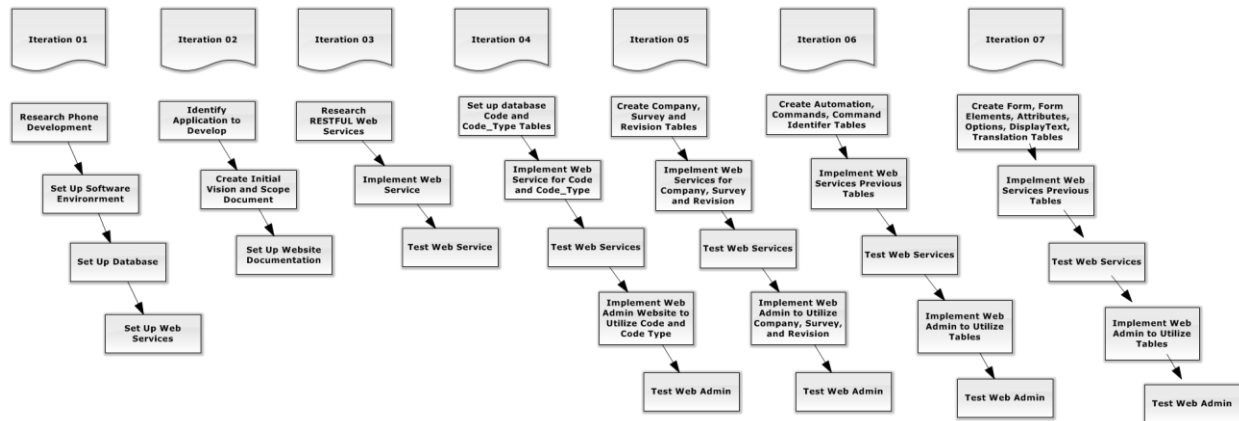 Iteration 01
Iteration 02
Iteration 03
Iteration 04
Iteration 05
Iteration 06
Iteration 07
Research Phone
Development
Set Up Software
Environrment
Set Up Database
Set Up Web
Services
Identify
Application to
Develop
Create Initial
Vision and Scope
Document
Set Up Website
Documentation
Research
RESTFUL Web
Services
Implement Web
Service
Test Web Service
Set up database
Code and
Code_Type Tables
Implement Web
Service for Code
and Code_Type
Test Web Services
Implement Web
Admin Website to
Utilize Code and
Code Type
Test Web Admin
Create Company,
Survey and
Revision Tables
Impelment Web
Services for
Company, Survey
and Revision
Test Web Services
Implement Web
Admin to Utilize
Company, Survey,
and Revision
Test Web Admin
Create Automation,
Commands, Command
Identifer Tables
Impelment Web
Services Previous
Tables
Test Web Services
Implement Web
Admin to Utilize
Tables
Test Web Admin
Create Form, Form
Elements, Attributes,
Options, DisplayText,
Translation Tables
Impelment Web
Services Previous
Tables
Test Web Services
Implement Web
Admin to Utilize
Tables
Test Web Admin